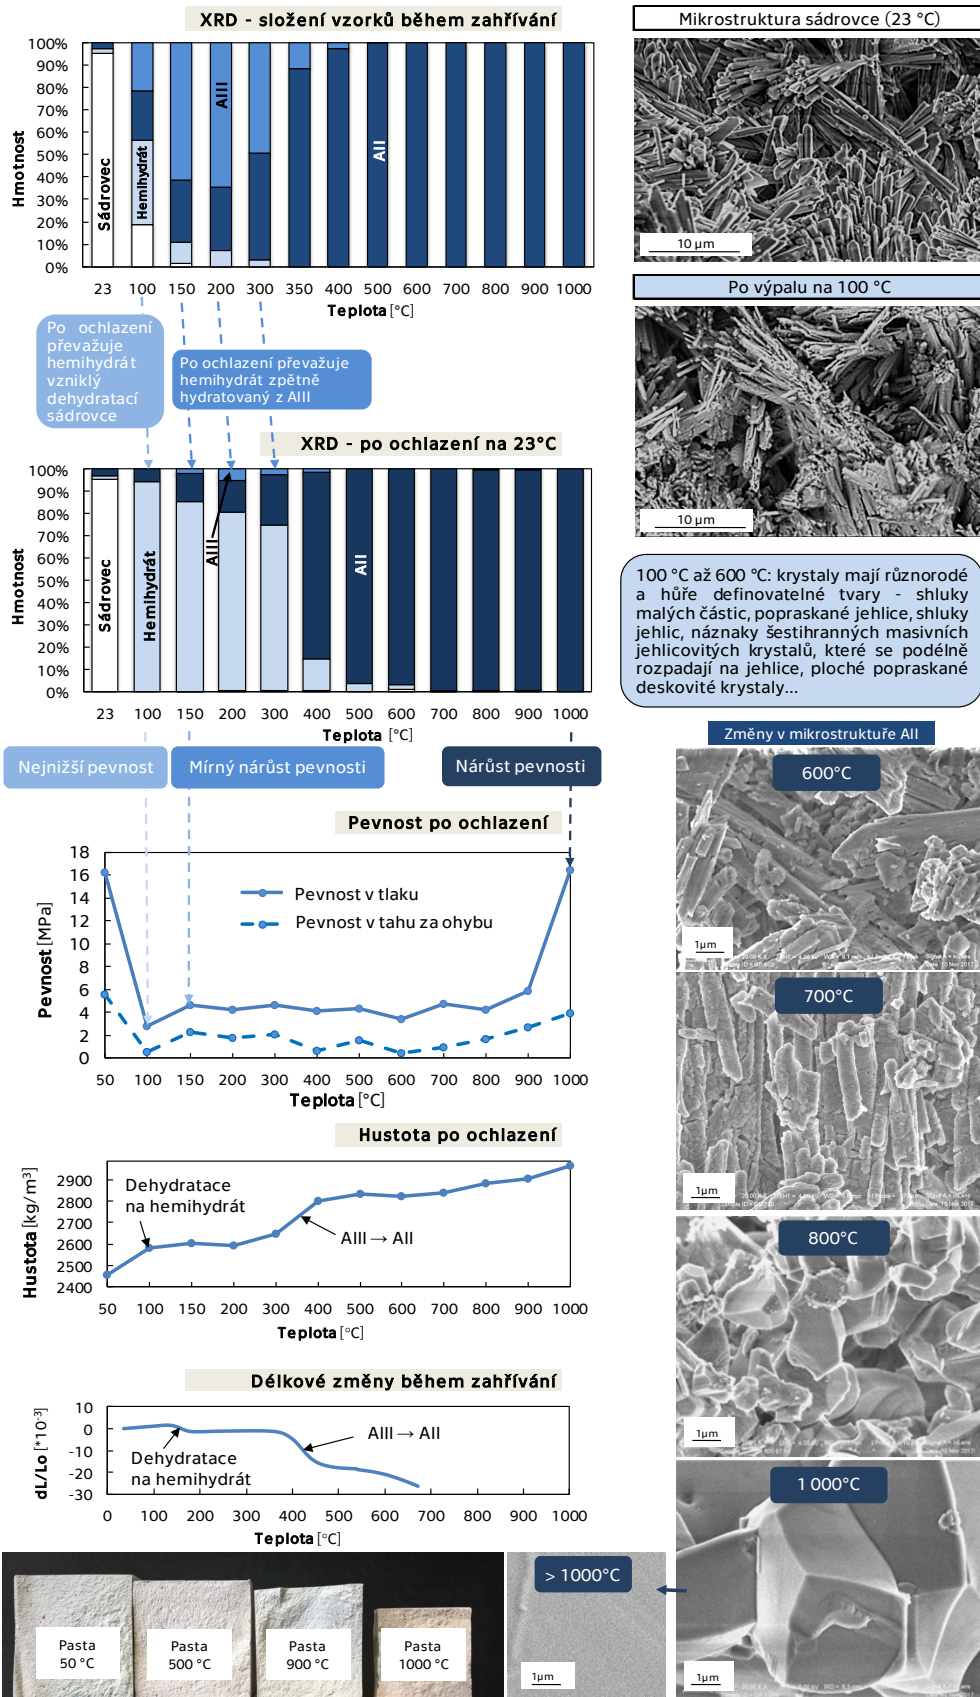 XRD - složení vzorků během zahřívání
100%
90%
80%
70%
60%
50%
40%
30%
20%
10%
0%
Hmotnost
Sádrovec
Hemihydrát
AIII
AII
23 100 150 200 300 350 400 500 600 700 800 900 1000
Teplota [°C]
Po ochlazení
převažuje
hemihydrát
vzniklý
dehydratací
sádrovce
Po ochlazení převažuje
hemihydrát zpětně
hydratovaný z AIII
XRD - po ochlazení na 23°C
100%
90%
80%
70%
60%
50%
40%
30%
20%
10%
0%
Hmotnost
Sádrovec
Hemihydrát
AIII
AII
23 100 150 200 300 400 500 600 700 800 900 1000
Teplota [°C]
Nejnižší pevnost
Mírný nárůst pevnosti
Nárůst pevnosti
Pevnost po ochlazení
18
16
14
12
10
8
6
4
2
0
Pevnost [MPa]
Pevnost v tlaku
Pevnost v tahu za ohybu
50 100 150 200 300 400 500 600 700 800 900 1000
Teplota [°C]
Hustota po ochlazení
2900
2800
2700
2600
2500
2400
Hustota [kg/m³]
Dehydratace
na hemihydrát
AIII → AII
50 100 150 200 300 400 500 600 700 800 900 1000
Teplota [°C]
Délkové změny během zahřívání
10
0
-10
-20
-30
dL/Lo [*10⁻³]
AIII → AII
Dehydratace
na hemihydrát
0 100 200 300 400 500 600 700 800 900 1000
Teplota [°C]
Pasta
50 °C
Pasta
500 °C
Pasta
900 °C
Pasta
1000 °C
> 1000°C
1µm
Mikrostruktura sádrovce (23 °C)
10 µm
Po výpalu na 100 °C
10 µm
100 °C až 600 °C: krystaly mají různorodé
a hůře definovatelné tvary - shluky
malých částic, popraskané jehlice, shluky
jehlic, náznaky šestihranných masivních
jehlicovitých krystalů, které se podélně
rozpadají na jehlice, ploché popraskané
deskovité krystaly...
Změny v mikrostruktuře AII
600°C
1µm
700°C
1µm
800°C
1µm
1 000°C
1µm